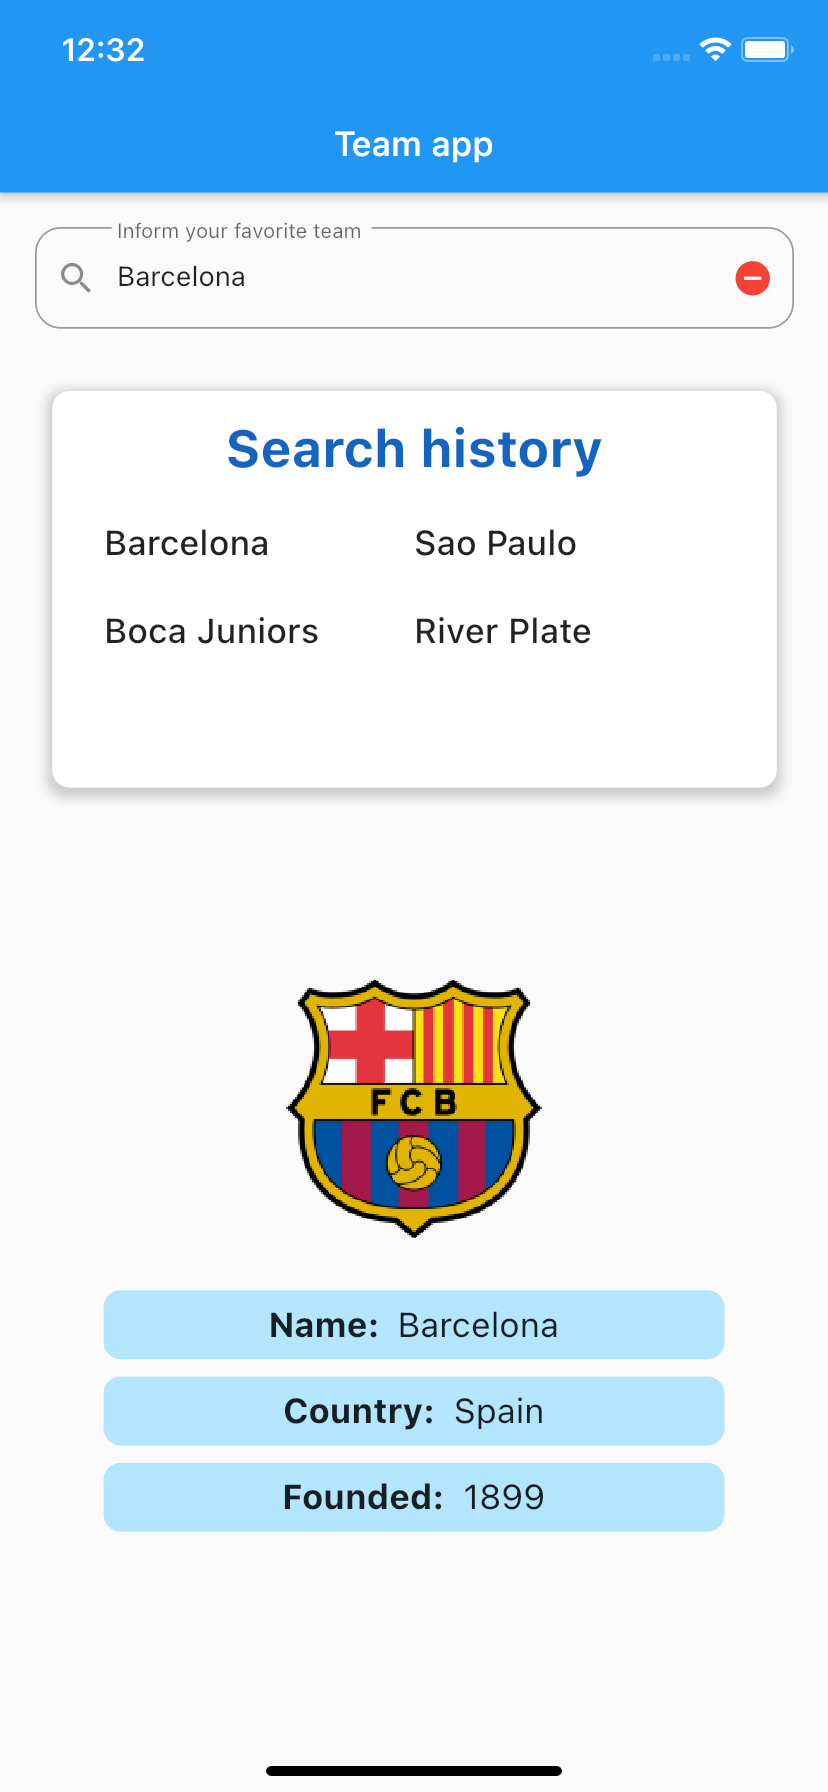 12:32
Team app
Inform your favorite team
Barcelona
Search history
Barcelona Sao Paulo
Boca Juniors River Plate
FCB
Name: Barcelona
Country: Spain
Founded: 1899